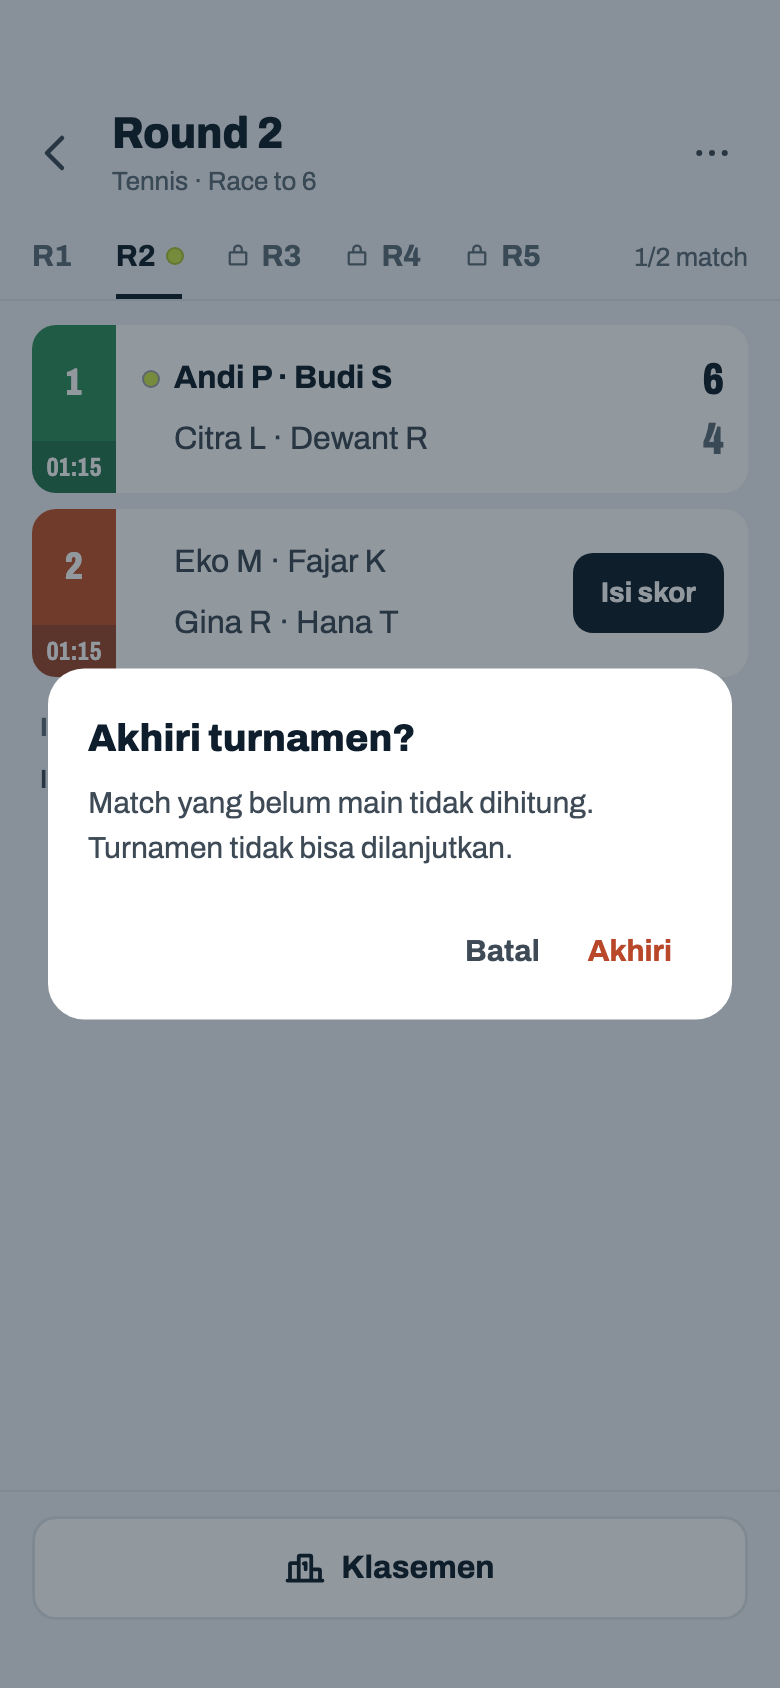 Round 2
Tennis · Race to 6
R1 R2 R3 R4 R5 1/2 match
1
01:15
Andi P · Budi S 6
Citra L · Dewant R 4
2
01:15
Eko M · Fajar K
Gina R · Hana T
Isi skor
Akhiri turnamen?
Match yang belum main tidak dihitung.
Turnamen tidak bisa dilanjutkan.
Batal Akhiri
Klasemen